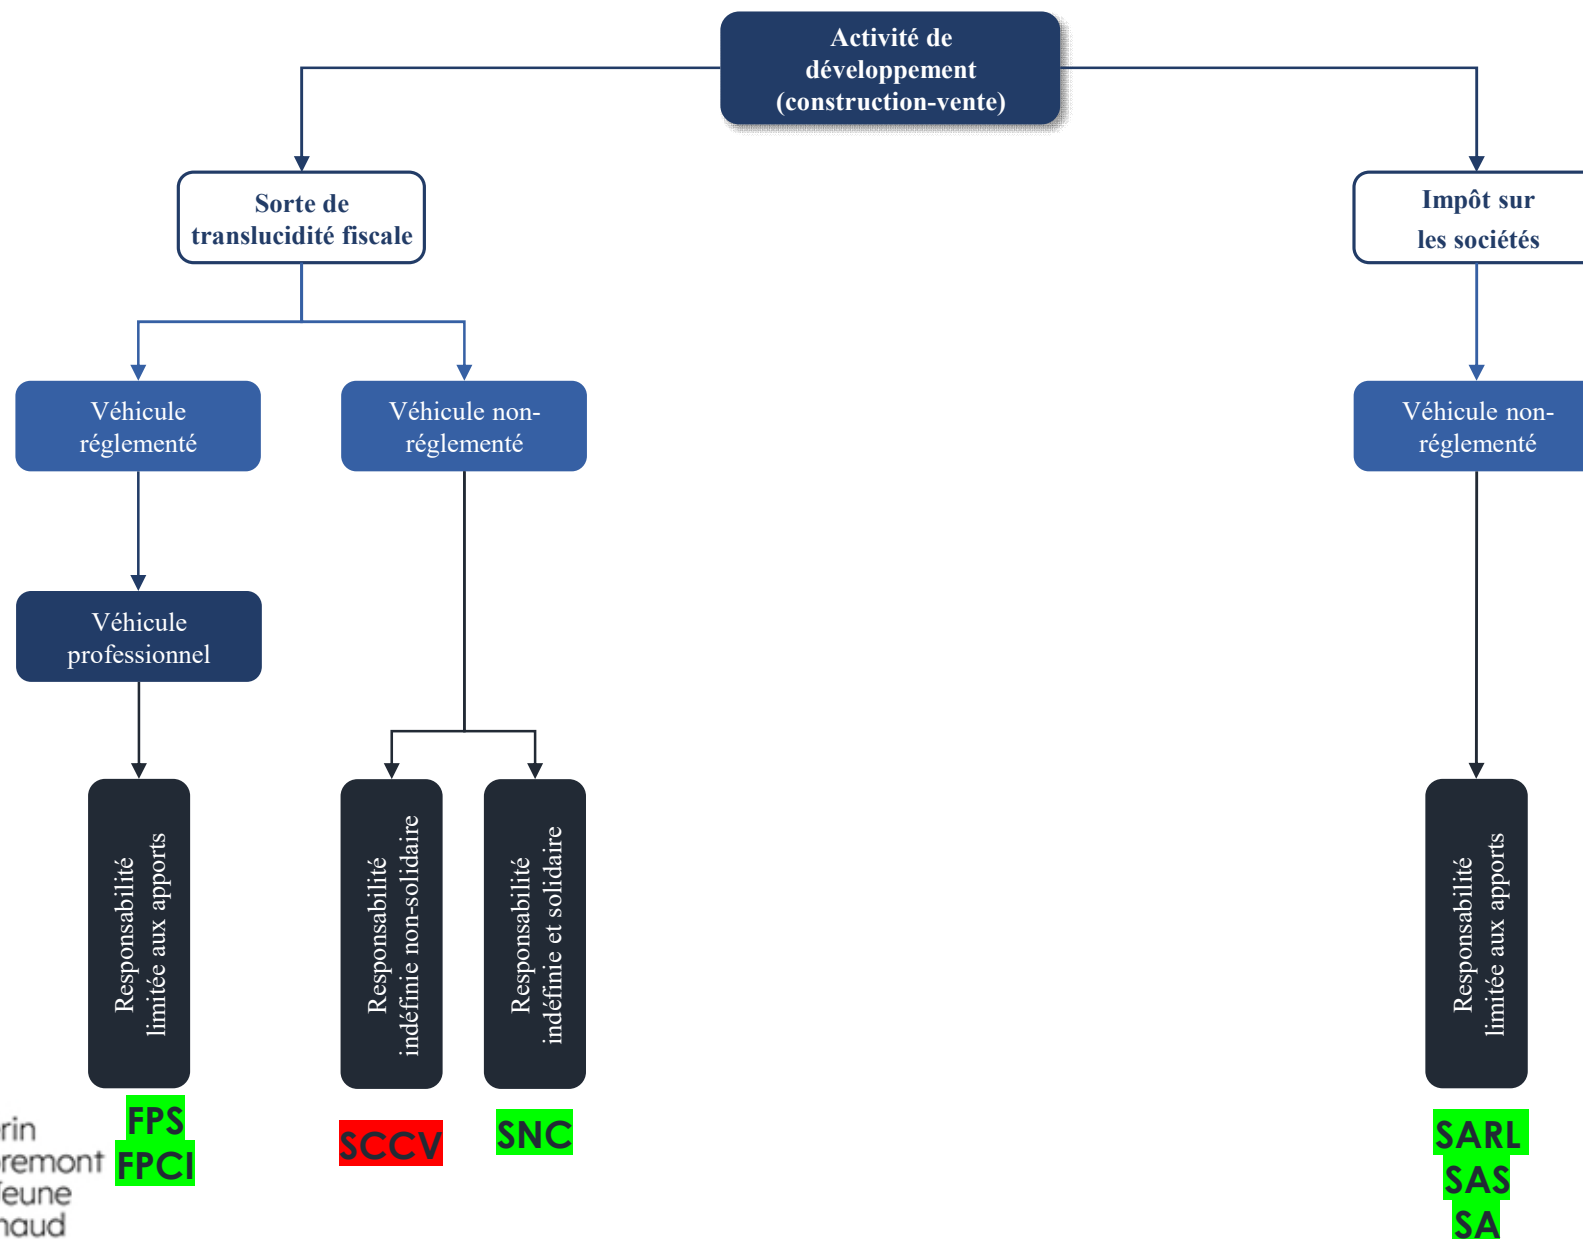 Activité de
développement
(construction-vente)
Sorte de
translucidité fiscale
Impôt sur
les sociétés
Véhicule
réglementé
Véhicule non-
réglementé
Véhicule non-
réglementé
Véhicule
professionnel
Responsabilité
limitée aux apports
Responsabilité
indéfinie non-solidaire
Responsabilité
indéfinie et solidaire
Responsabilité
limitée aux apports
FPS
FPCI
SCCV
SNC
SARL
SAS
SA